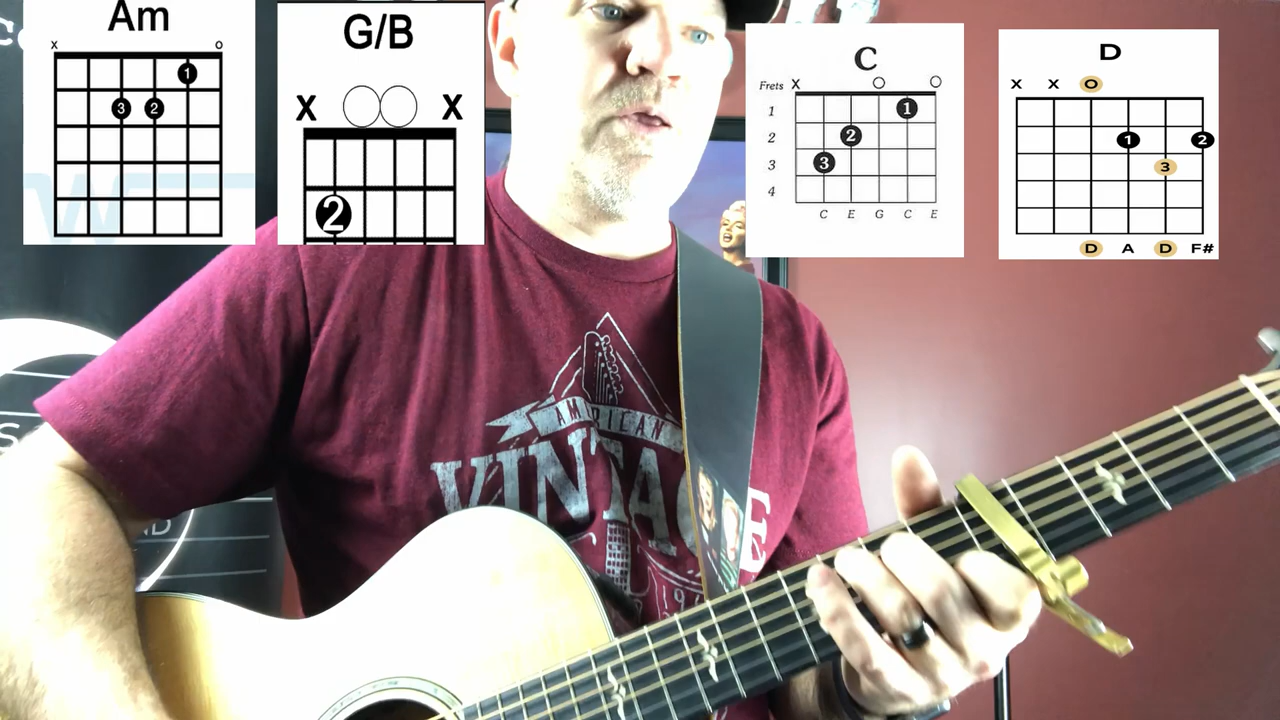 Am
x o
1
3 2
G/B
X X
2
C
Frets X
1 1
2 2
3 3
4
C E G C E
D
x x o
1 2
3
D A D F#
AMERICAN
VINTAGE